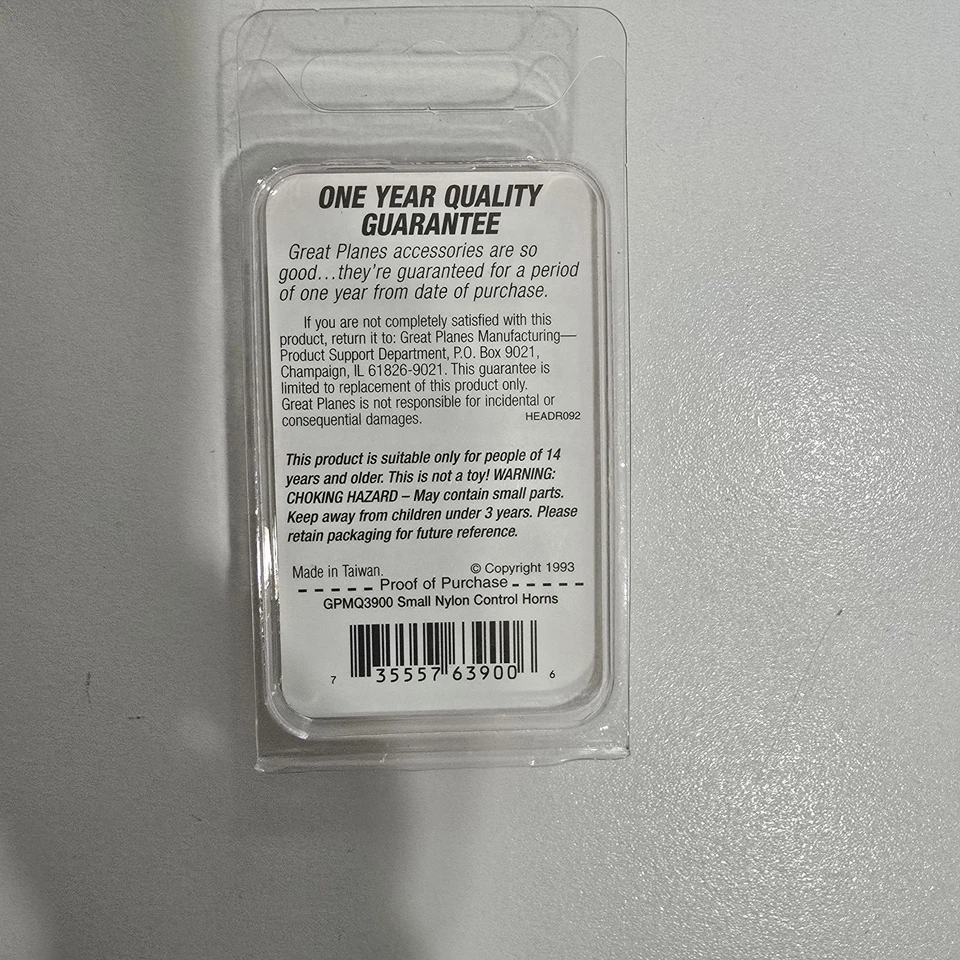 ONE YEAR QUALITY
GUARANTEE
Great Planes accessories are so
good...they're guaranteed for a period
of one year from date of purchase.
If you are not completely satisfied with this
product, return it to: Great Planes Manufacturing—
Product Support Department, P.O. Box 9021,
Champaign, IL 61826-9021. This guarantee is
limited to replacement of this product only.
Great Planes is not responsible for incidental or
consequential damages. HEADR092
This product is suitable only for people of 14
years and older. This is not a toy! WARNING:
CHOKING HAZARD – May contain small parts.
Keep away from children under 3 years. Please
retain packaging for future reference.
Made in Taiwan. © Copyright 1993
Proof of Purchase
GPMQ3900 Small Nylon Control Horns
7 35557 63900 6